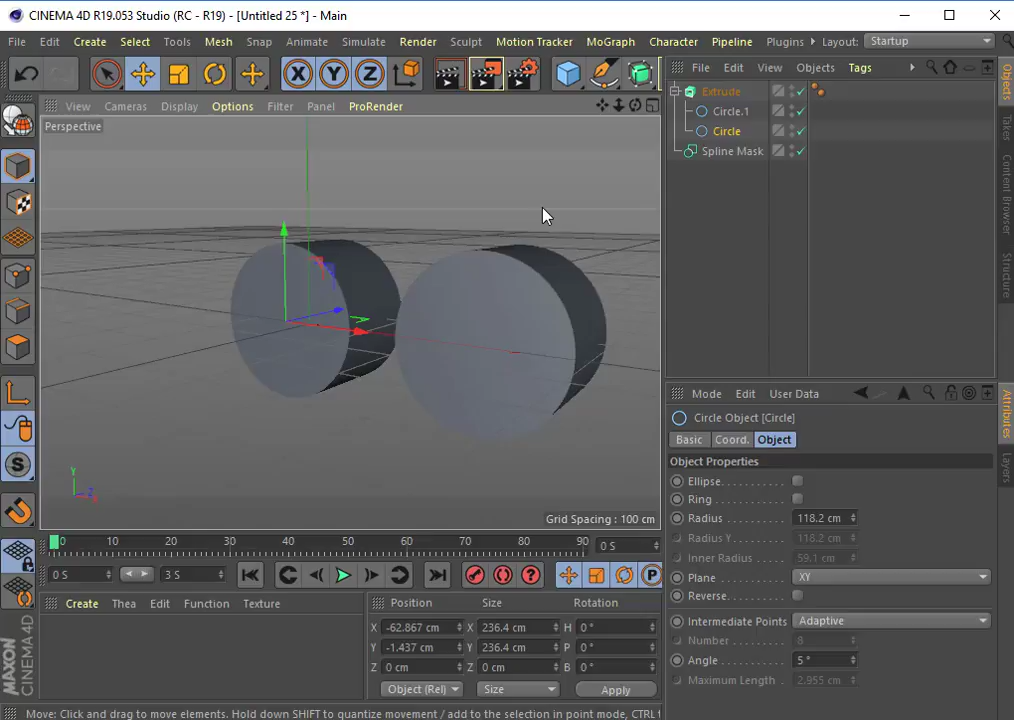 CINEMA 4D R19.053 Studio (RC - R19) - [Untitled 25 *] - Main
File Edit Create Select Tools Mesh Snap Animate Simulate Render Sculpt Motion Tracker MoGraph Character Pipeline Plugins Layout: Startup
X Y Z
File Edit View Objects Tags
View Cameras Display Options Filter Panel ProRender
Perspective
Extrude
Circle.1
Circle
Spline Mask
Objects
Takes
Content Browser
Structure
Attributes
Layers
Mode Edit User Data
Circle Object [Circle]
Basic Coord. Object
Object Properties
Ellipse
Ring
Radius 118.2 cm
Radius Y 118.2 cm
Inner Radius 59.1 cm
Plane XY
Reverse
Intermediate Points Adaptive
Number 8
Angle 5 °
Maximum Length 2.955 cm
Y
Z
X
Grid Spacing : 100 cm
0 10 20 30 40 50 60 70 80 90 0 S
0 S 3 S
P
Create Thea Edit Function Texture
Position Size Rotation
X -62.867 cm X 236.4 cm H 0 °
Y -1.437 cm Y 236.4 cm P 0 °
Z 0 cm Z 0 cm B 0 °
Object (Rel) Size Apply
MAXON
CINEMA 4D
Move: Click and drag to move elements. Hold down SHIFT to quantize movement / add to the selection in point mode, CTRL